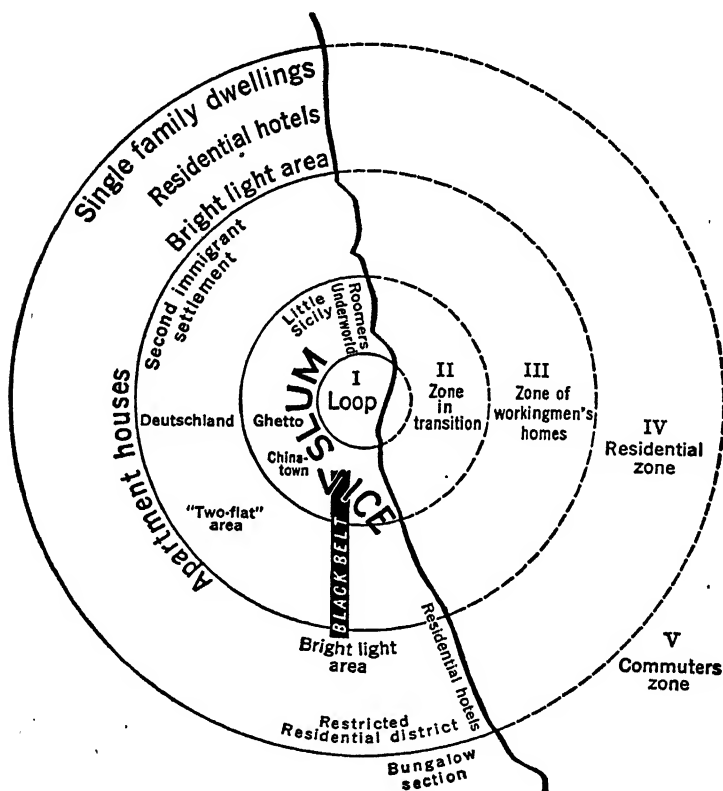 Single family dwellings
Residential hotels
Bright light area
Second immigrant
settlement
Little
Sicily
Roomers
Underworld
I
Loop
II
Zone
in
transition
III
Zone of
workingmen's
homes
IV
Residential
zone
V
Commuters
zone
Apartment houses
Deutschland
Ghetto
SLUM
China-
town
VICE
"Two-flat"
area
BLACK BELT
Bright light
area
Residential hotels
Restricted
Residential district
Bungalow
section